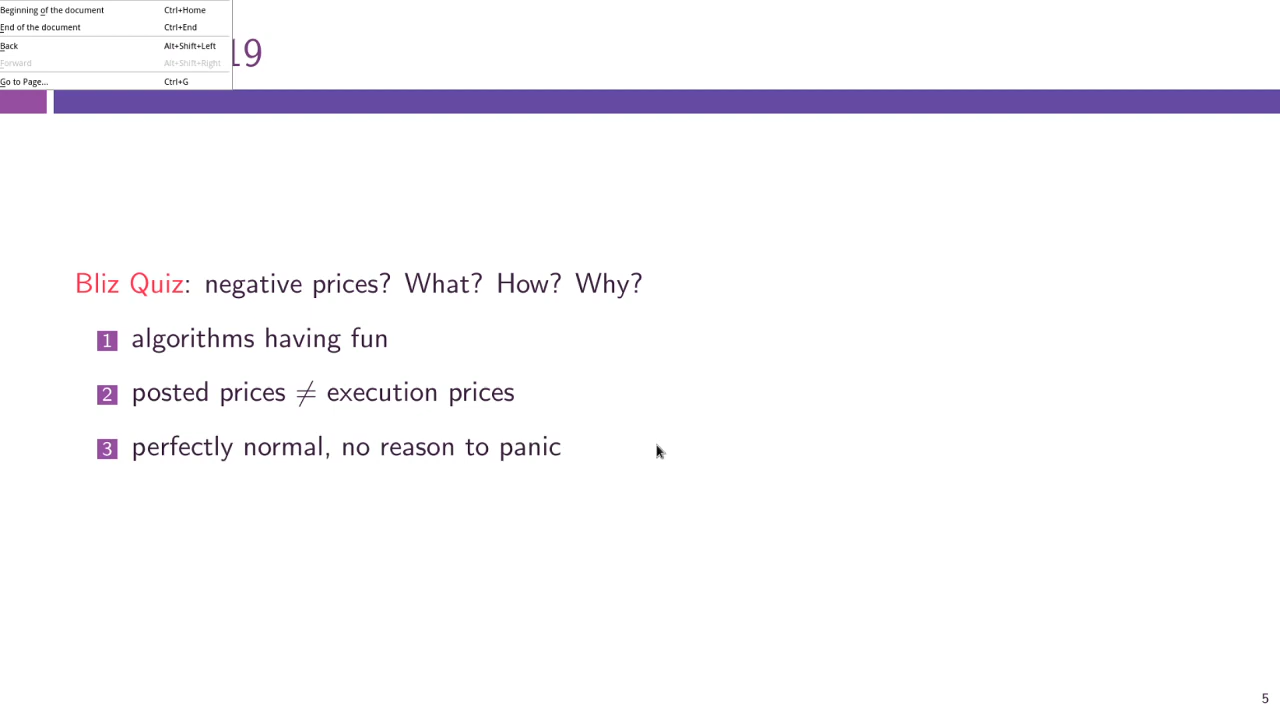 Beginning of the document Ctrl+Home
End of the document Ctrl+End
Back Alt+Shift+Left
Forward Alt+Shift+Right
Go to Page... Ctrl+G
19
Bliz Quiz: negative prices? What? How? Why?
1 algorithms having fun
2 posted prices ≠ execution prices
3 perfectly normal, no reason to panic
5